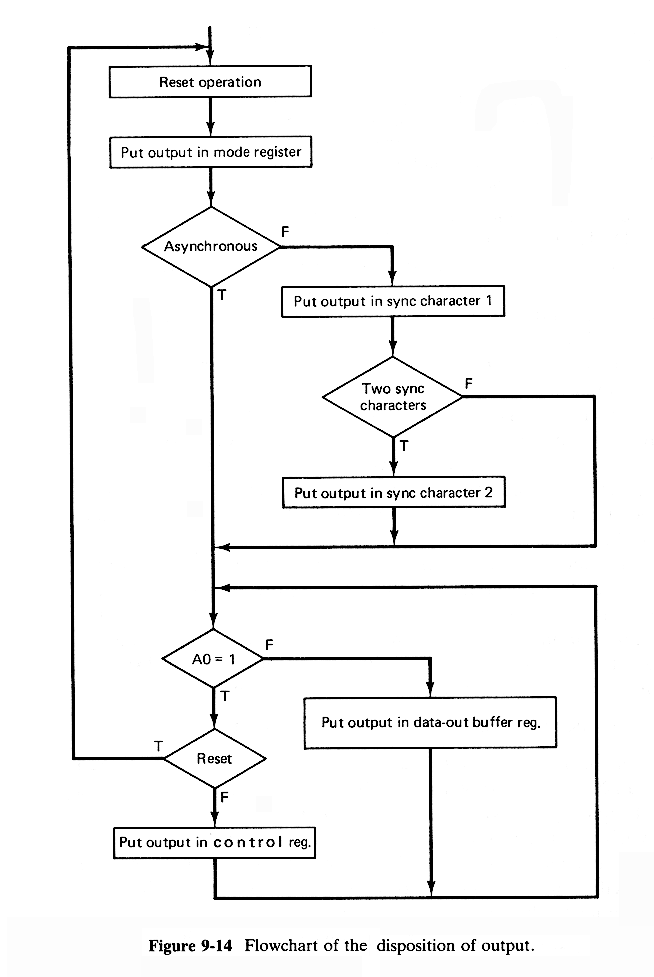 Reset operation
Put output in mode register
Asynchronous
F
T
Put output in sync character 1
Two sync
characters
F
T
Put output in sync character 2
A0 = 1
F
T
Put output in data-out buffer reg.
T
Reset
F
Put output in control reg.
Figure 9-14 Flowchart of the disposition of output.